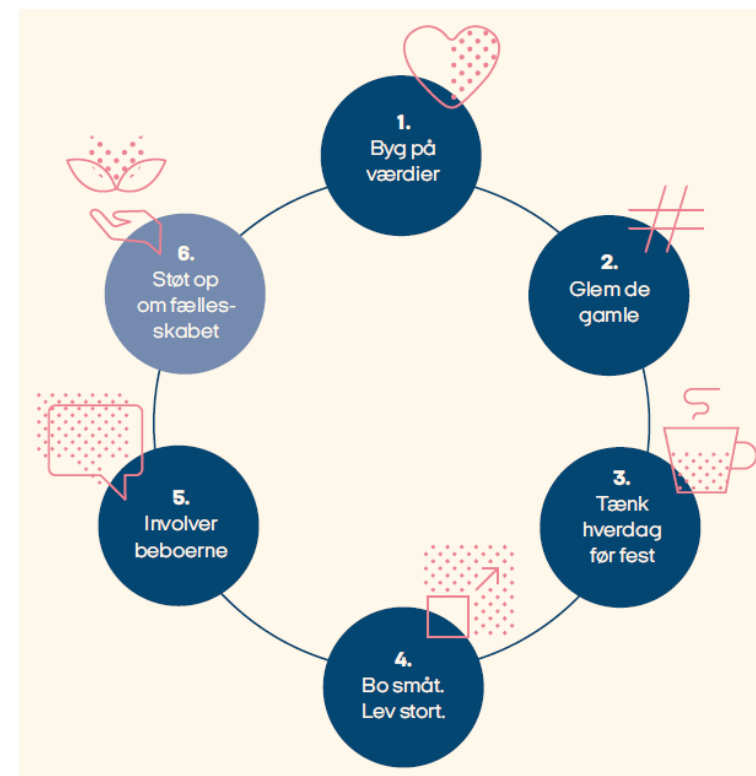 1.
Byg på
værdier
2.
Glem de
gamle
3.
Tænk
hverdag
før fest
4.
Bo småt.
Lev stort.
5.
Involver
beboerne
6.
Støt op
om fælles-
skabet